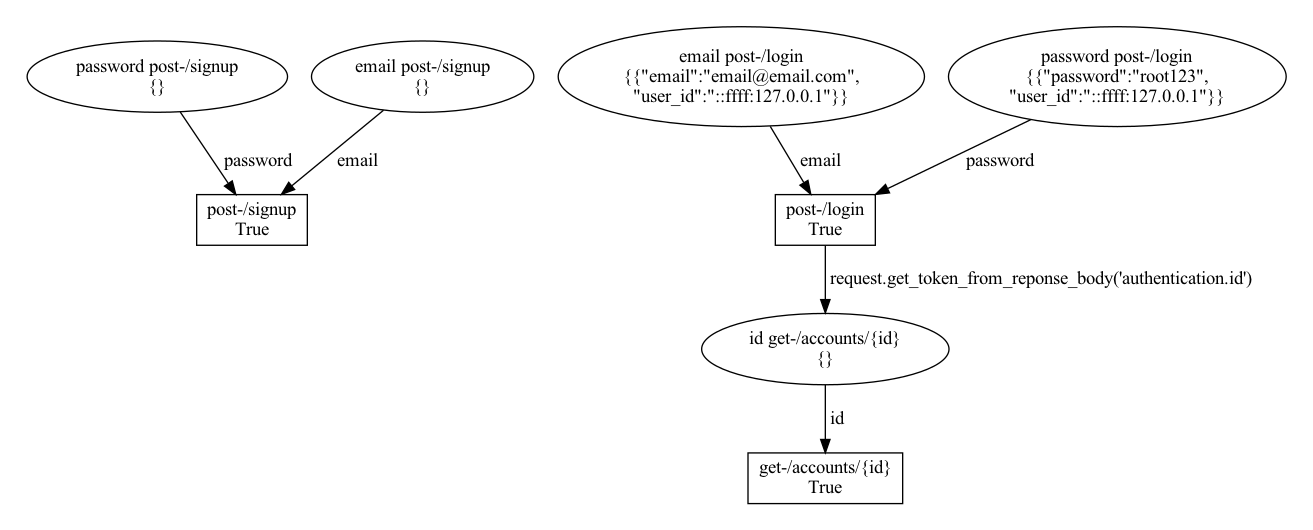 password post-/signup
{}
email post-/signup
{}
email post-/login
{{"email":"email@email.com",
"user_id":"::ffff:127.0.0.1"}}
password post-/login
{{"password":"root123",
"user_id":"::ffff:127.0.0.1"}}
password
email
email
password
post-/signup
True
post-/login
True
request.get_token_from_reponse_body('authentication.id')
id get-/accounts/{id}
{}
id
get-/accounts/{id}
True